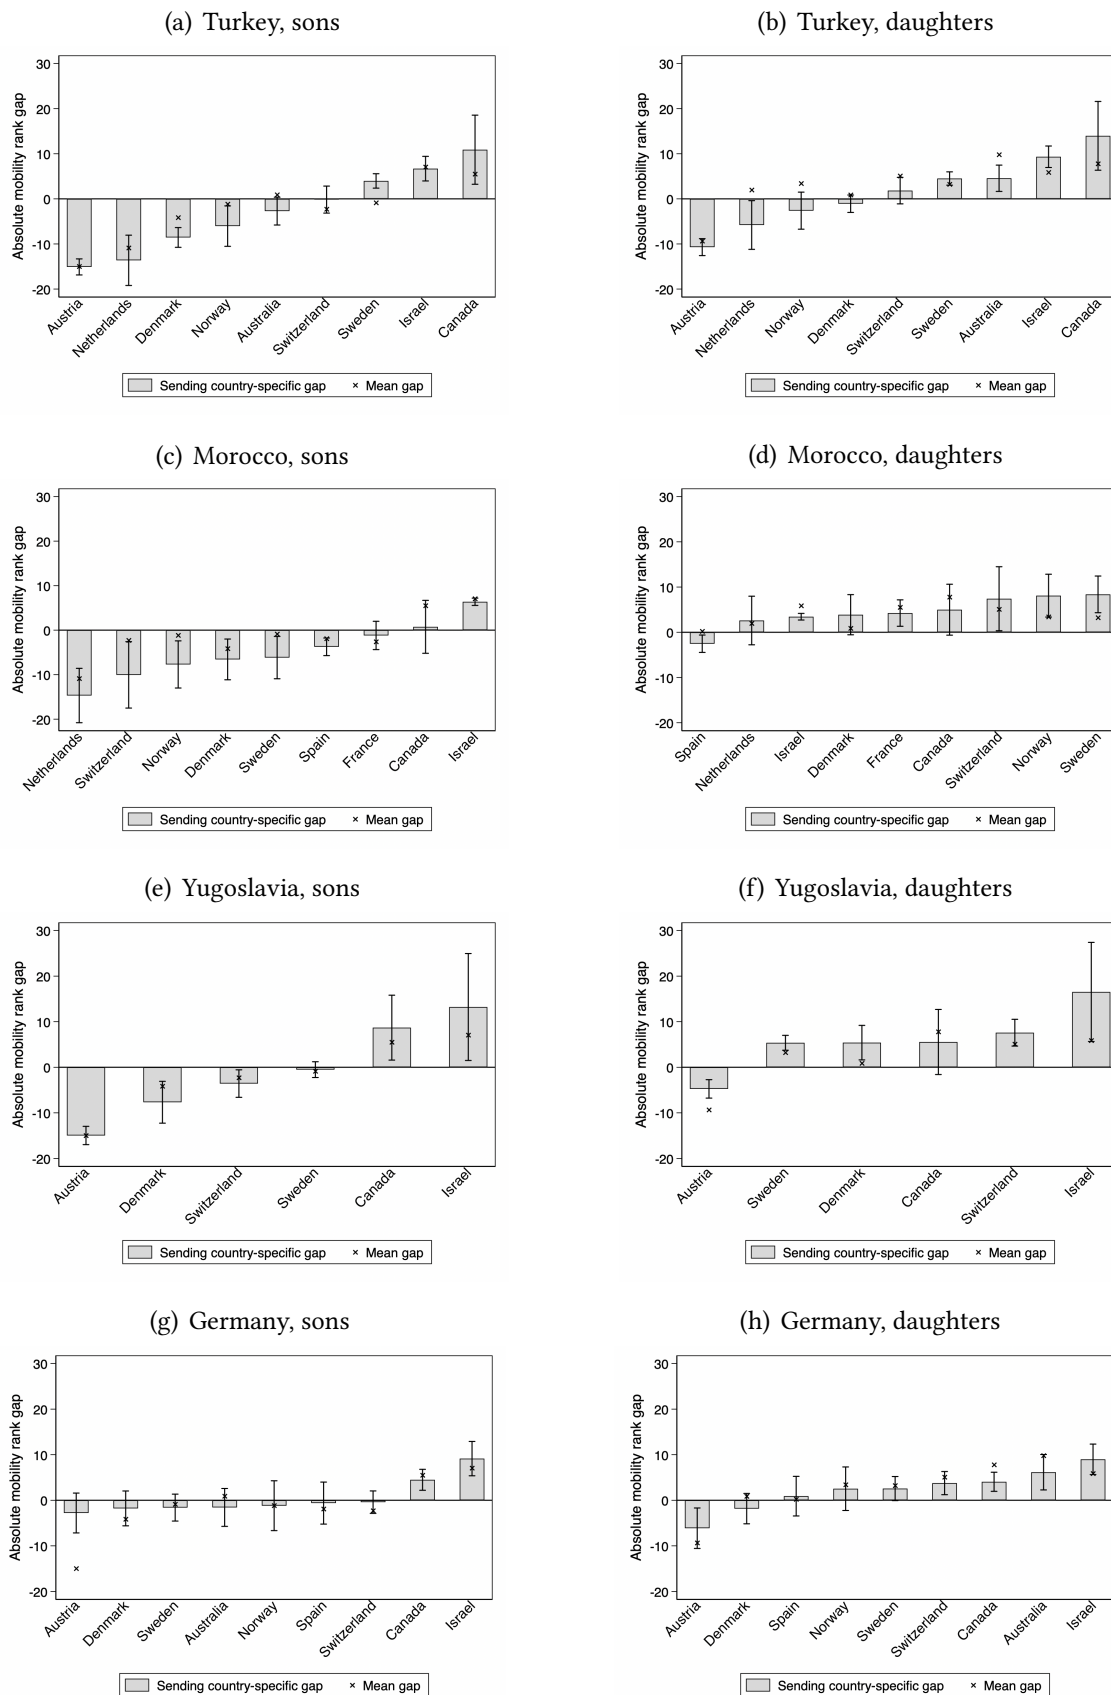 (a) Turkey, sons
Absolute mobility rank gap
30
20
10
0
-10
-20
Austria
Netherlands
Denmark
Norway
Australia
Switzerland
Sweden
Israel
Canada
Sending country-specific gap × Mean gap
(b) Turkey, daughters
Absolute mobility rank gap
30
20
10
0
-10
-20
Austria
Netherlands
Norway
Denmark
Switzerland
Sweden
Australia
Israel
Canada
Sending country-specific gap × Mean gap
(c) Morocco, sons
Absolute mobility rank gap
30
20
10
0
-10
-20
Netherlands
Switzerland
Norway
Denmark
Sweden
Spain
France
Canada
Israel
Sending country-specific gap × Mean gap
(d) Morocco, daughters
Absolute mobility rank gap
30
20
10
0
-10
-20
Spain
Netherlands
Israel
Denmark
France
Canada
Switzerland
Norway
Sweden
Sending country-specific gap × Mean gap
(e) Yugoslavia, sons
Absolute mobility rank gap
30
20
10
0
-10
-20
Austria
Denmark
Switzerland
Sweden
Canada
Israel
Sending country-specific gap × Mean gap
(f) Yugoslavia, daughters
Absolute mobility rank gap
30
20
10
0
-10
-20
Austria
Sweden
Denmark
Canada
Switzerland
Israel
Sending country-specific gap × Mean gap
(g) Germany, sons
Absolute mobility rank gap
30
20
10
0
-10
-20
Austria
Denmark
Sweden
Australia
Norway
Spain
Switzerland
Canada
Israel
Sending country-specific gap × Mean gap
(h) Germany, daughters
Absolute mobility rank gap
30
20
10
0
-10
-20
Austria
Denmark
Spain
Norway
Sweden
Switzerland
Canada
Australia
Israel
Sending country-specific gap × Mean gap